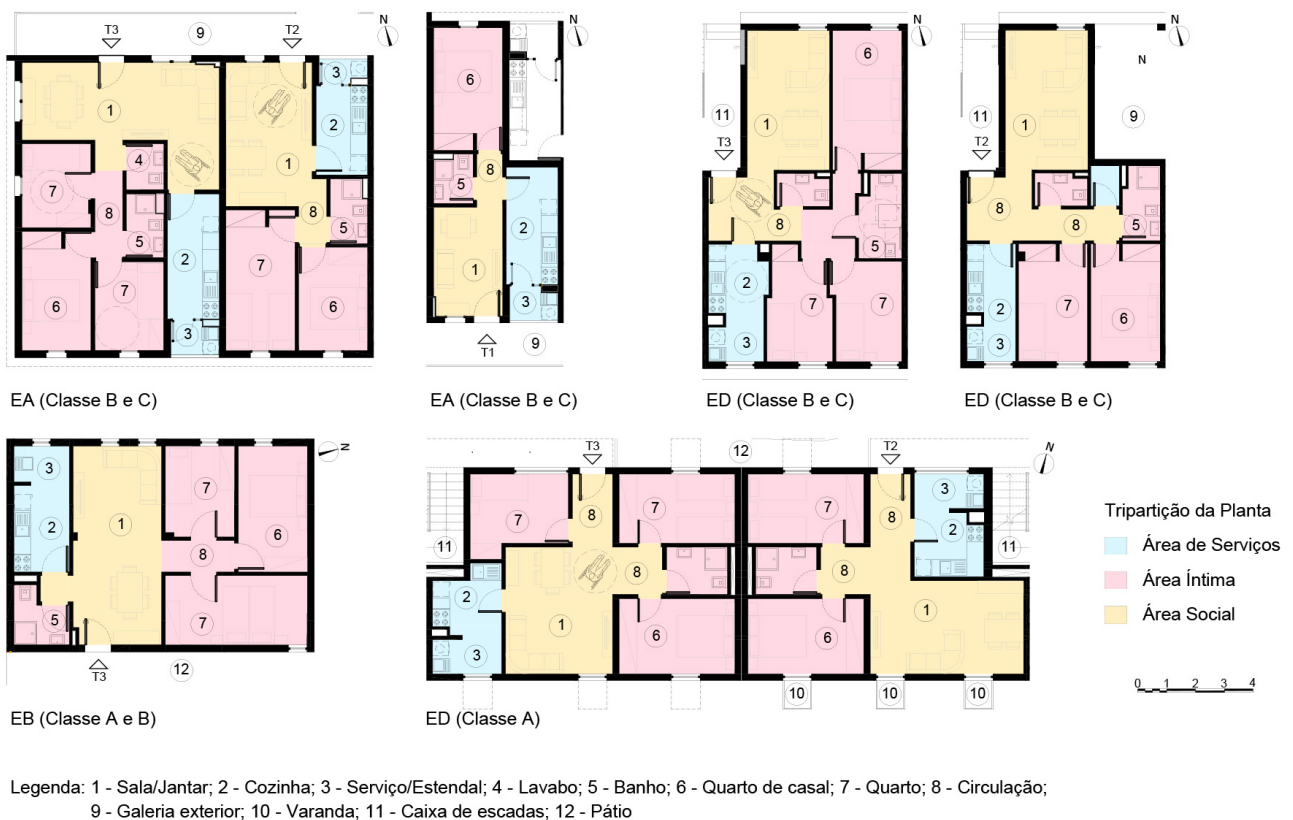 T3
9
T2
N
1
3
2
1
4
7
8
5
8
5
2
7
6
7
6
3
EA (Classe B e C)
N
6
8
5
2
1
3
T1
9
EA (Classe B e C)
N
6
11
1
T3
8
5
2
7
7
3
ED (Classe B e C)
N
N
11
1
9
T2
8
8
5
2
7
6
3
ED (Classe B e C)
N
3
7
1
6
2
8
5
7
T3
12
EB (Classe A e B)
T3
12
T2
N
7
8
7
7
8
3
11
2
11
2
8
8
1
6
6
1
3
10
10
10
ED (Classe A)
Tripartição da Planta
Área de Serviços
Área Íntima
Área Social
0 1 2 3 4
Legenda: 1 - Sala/Jantar; 2 - Cozinha; 3 - Serviço/Estendal; 4 - Lavabo; 5 - Banho; 6 - Quarto de casal; 7 - Quarto; 8 - Circulação;
9 - Galeria exterior; 10 - Varanda; 11 - Caixa de escadas; 12 - Pátio